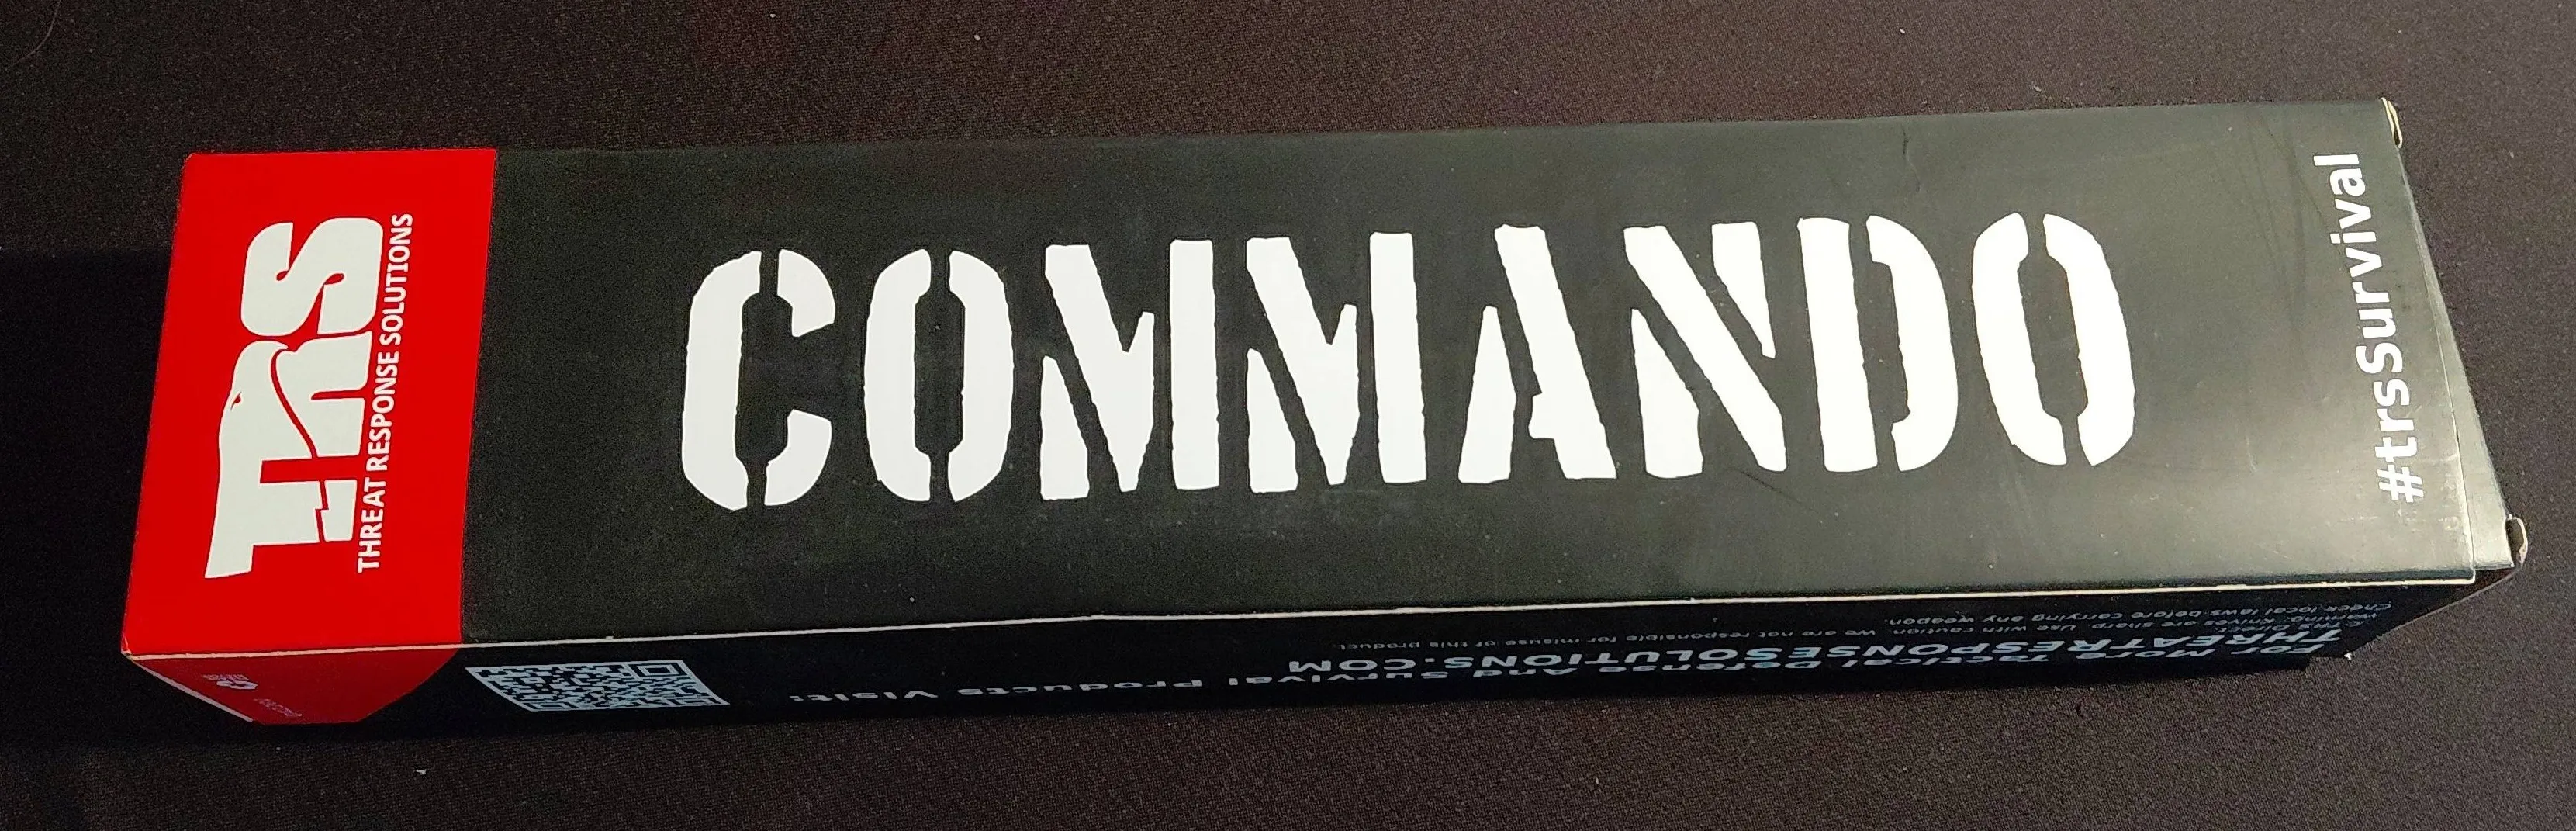 TRS
THREAT RESPONSE SOLUTIONS
COMMANDO
#trsSurvival
For More Tactical Defense And Survival Products Visit:
THREATRESPONSESOLUTIONS.COM
Warning: Knives are sharp. Use with caution. We are not responsible for misuse of this product.
Check local laws before carrying any weapon.